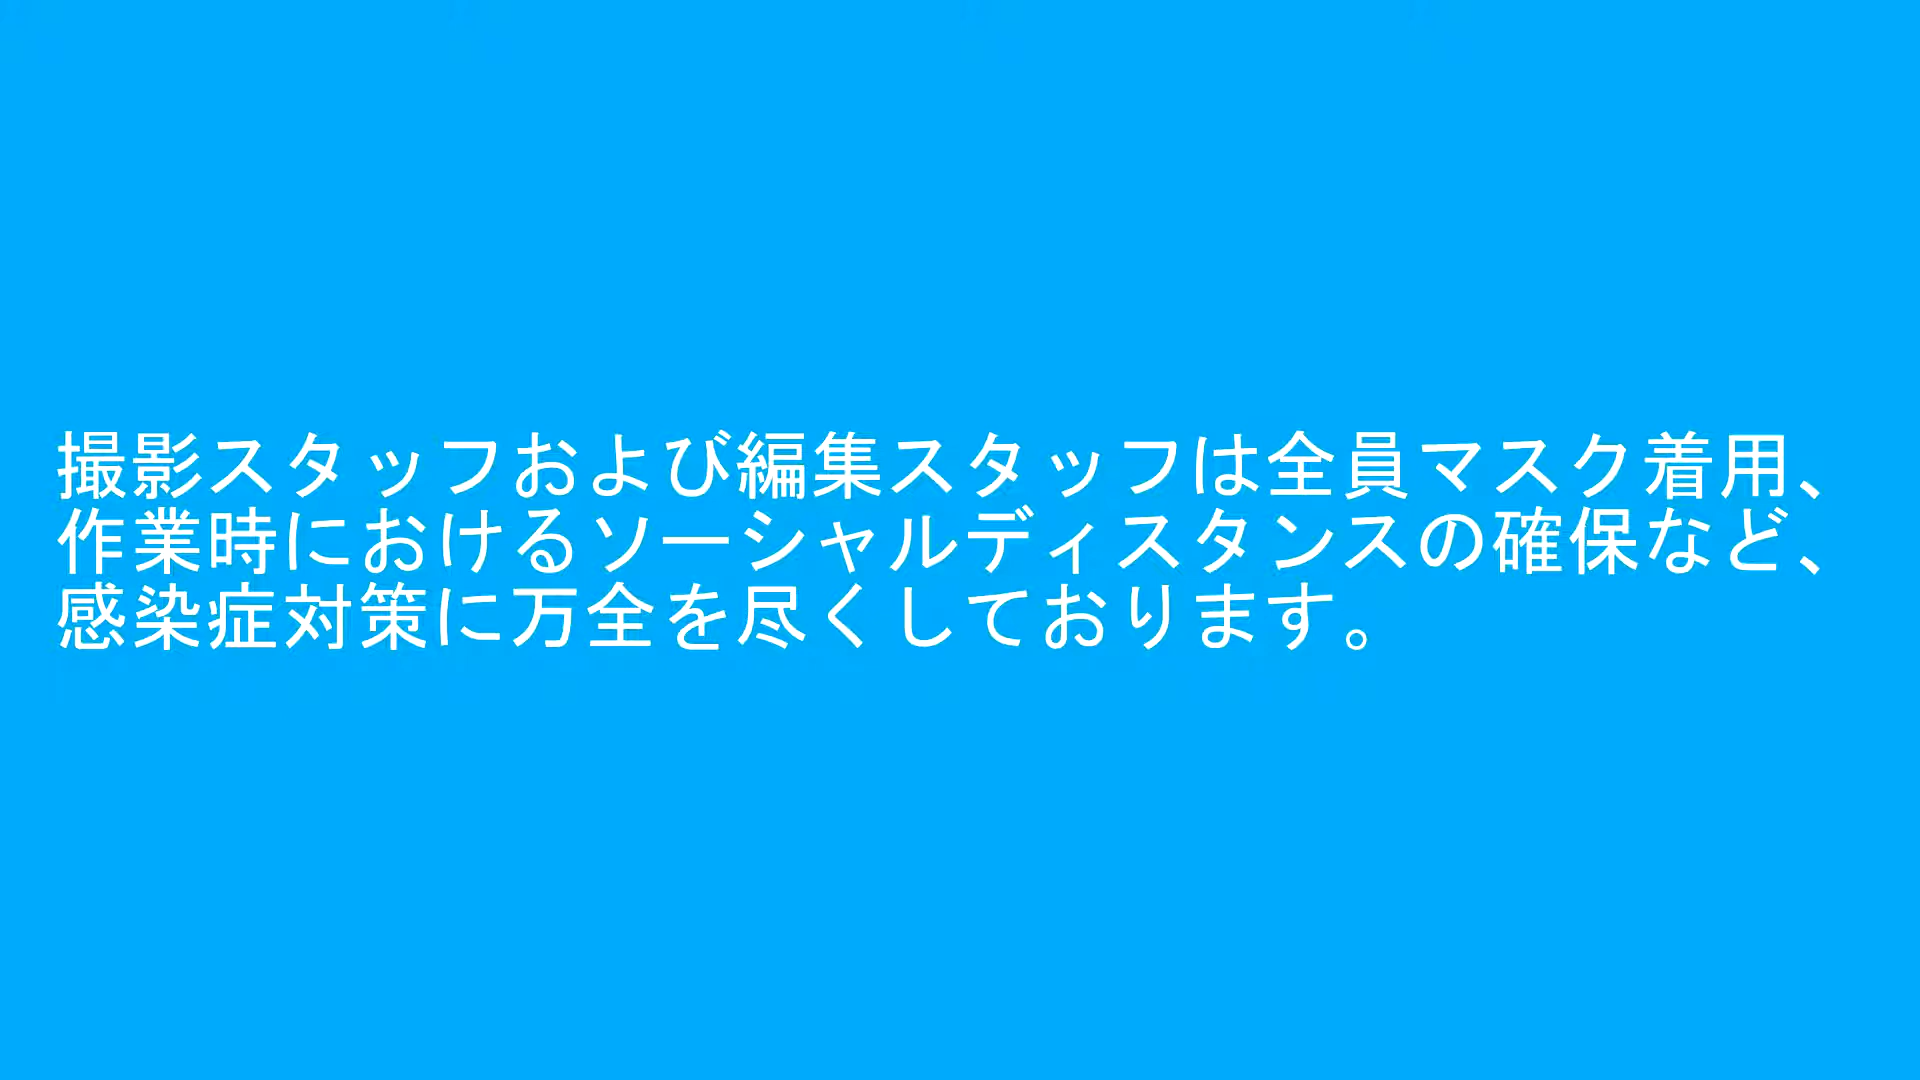 撮影スタッフおよび編集スタッフは全員マスク着用、
作業時におけるソーシャルディスタンスの確保など、
感染症対策に万全を尽くしております。